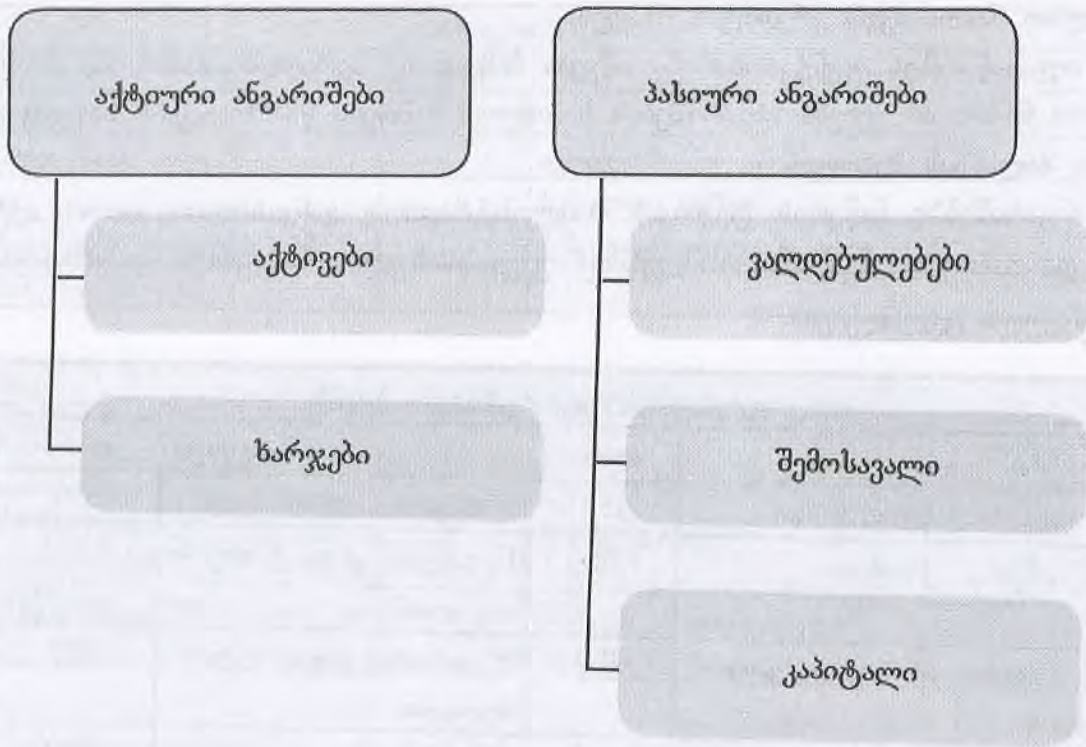 აქტიური ანგარიშები
აქტივები
ხარჯები
პასიური ანგარიშები
ვალდებულებები
შემოსავალი
კაპიტალი